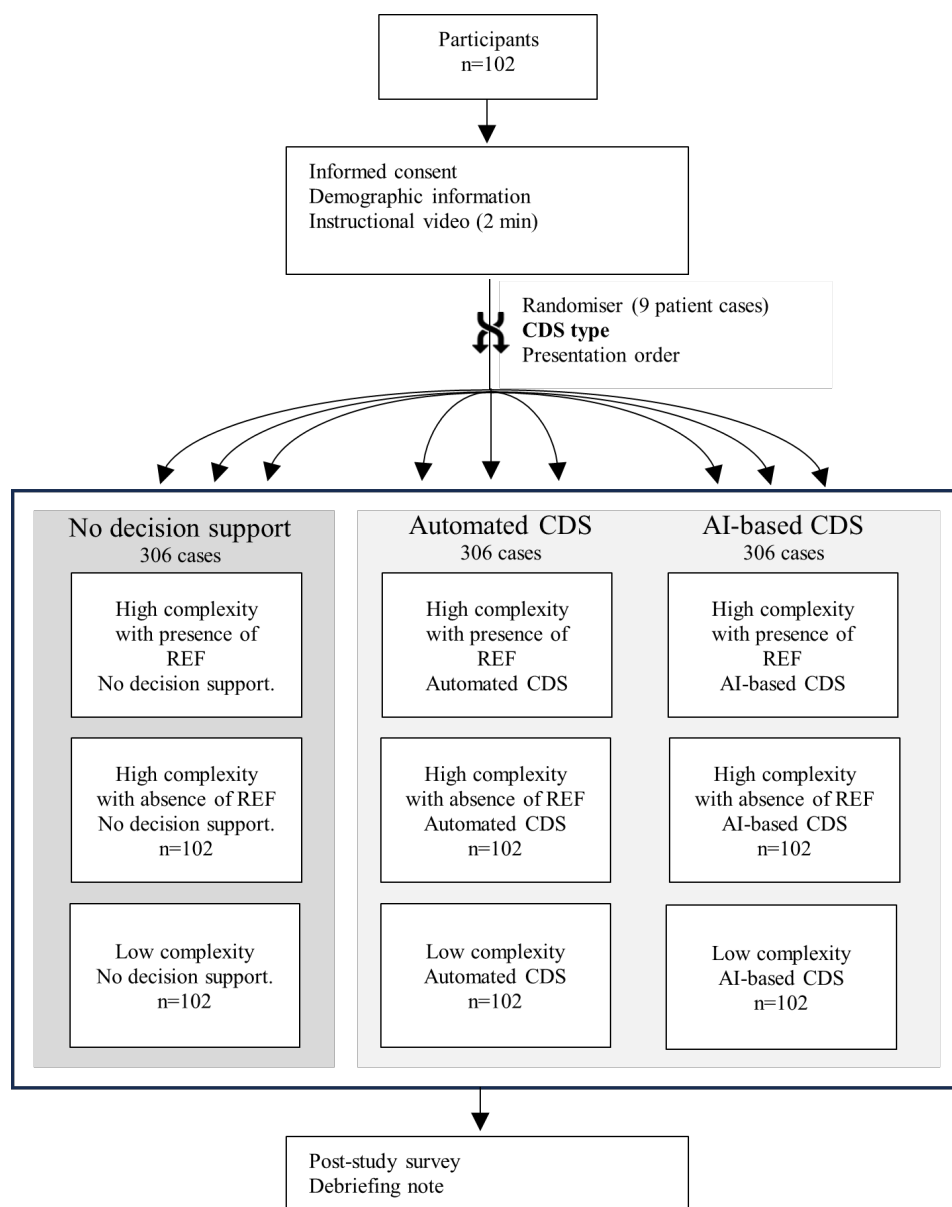 Participants
n=102
Informed consent
Demographic information
Instructional video (2 min)
Randomiser (9 patient cases)
CDS type
Presentation order
No decision support
306 cases
High complexity
with presence of
REF
No decision support.
High complexity
with absence of REF
No decision support.
n=102
Low complexity
No decision support.
n=102
Automated CDS
306 cases
High complexity
with presence of
REF
Automated CDS
High complexity
with absence of REF
Automated CDS
n=102
Low complexity
Automated CDS
n=102
AI-based CDS
306 cases
High complexity
with presence of
REF
AI-based CDS
High complexity
with absence of REF
AI-based CDS
n=102
Low complexity
AI-based CDS
n=102
Post-study survey
Debriefing note